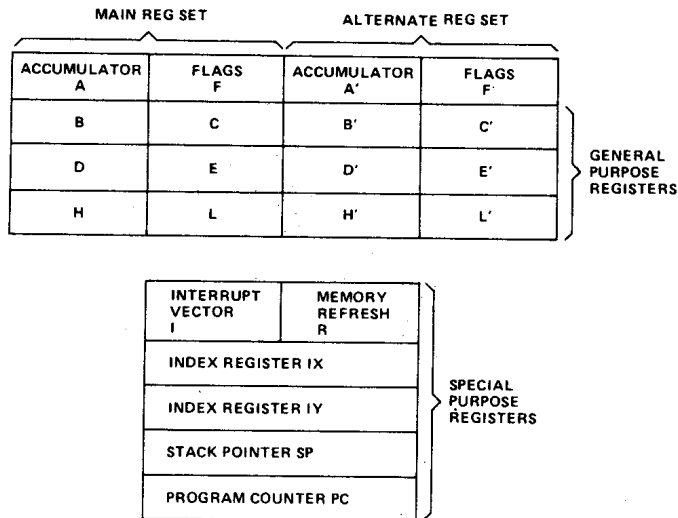 MAIN REG SET
ALTERNATE REG SET
ACCUMULATOR
A
FLAGS
F
ACCUMULATOR
A'
FLAGS
F'
B
C
B'
C'
D
E
D'
E'
H
L
H'
L'
GENERAL
PURPOSE
REGISTERS
INTERRUPT
VECTOR
I
MEMORY
REFRESH
R
INDEX REGISTER IX
INDEX REGISTER IY
STACK POINTER SP
PROGRAM COUNTER PC
SPECIAL
PURPOSE
REGISTERS